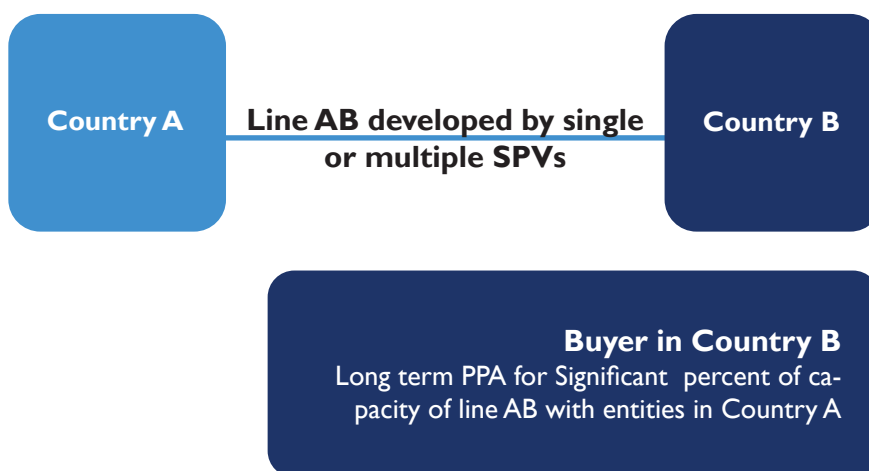 Country A
Line AB developed by single
or multiple SPVs
Country B
Buyer in Country B
Long term PPA for Significant percent of ca-
pacity of line AB with entities in Country A